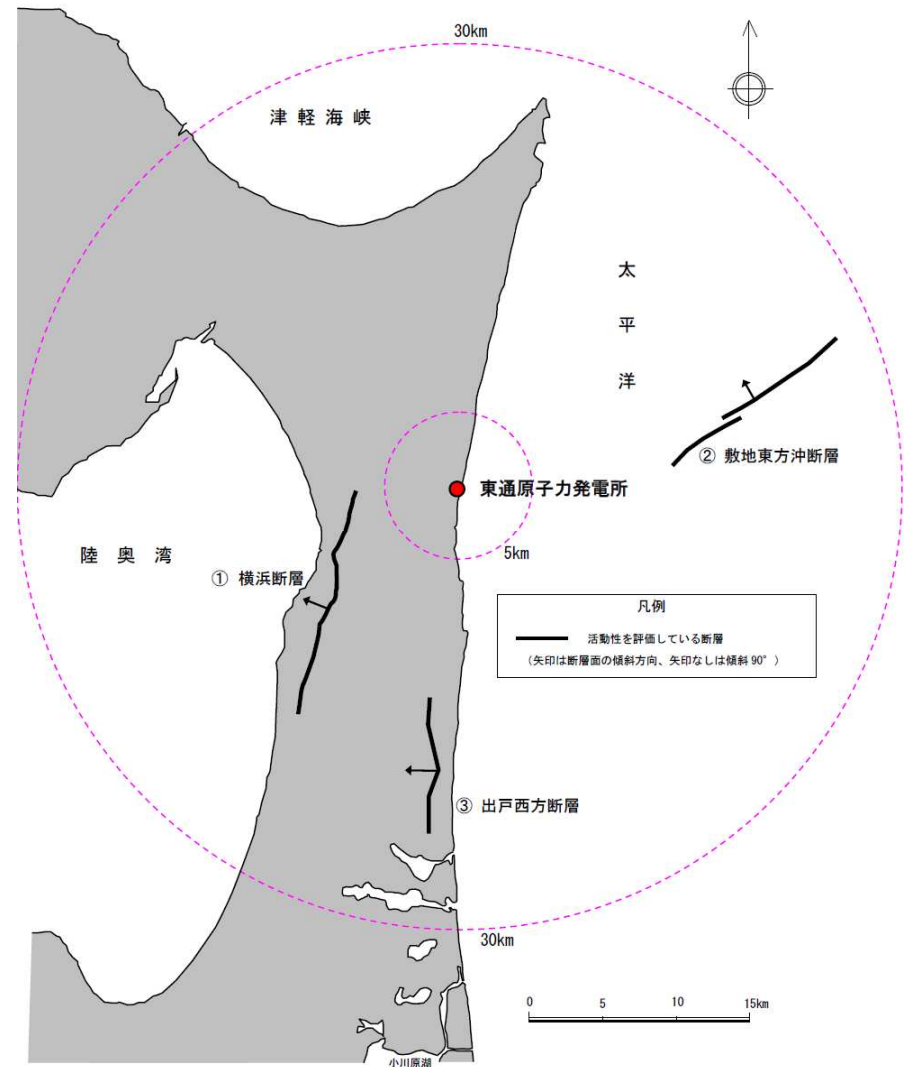 30km
津軽海峡
太
平
洋
② 敷地東方沖断層
東通原子力発電所
5km
陸奥湾
① 横浜断層
凡例
活動性を評価している断層
（矢印は断層面の傾斜方向、矢印なしは傾斜 90°）
③ 出戸西方断層
30km
0 5 10 15km
小川原湖